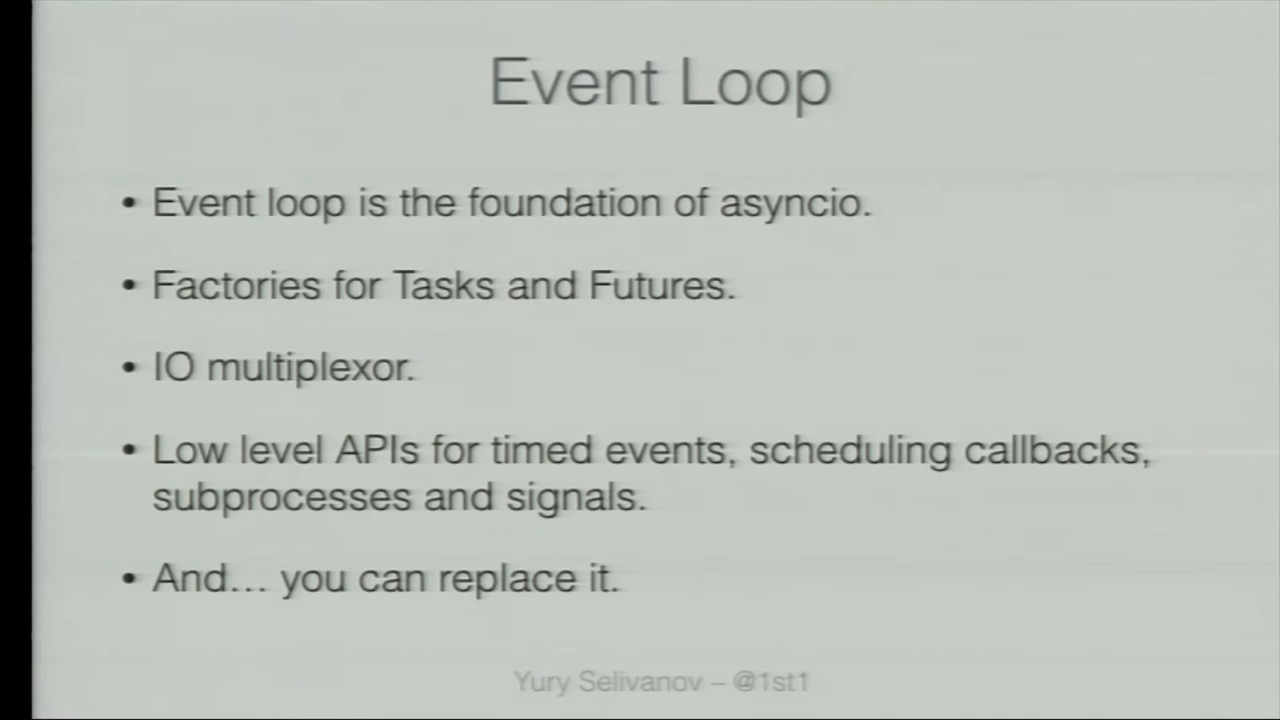 Event Loop
• Event loop is the foundation of asyncio.
• Factories for Tasks and Futures.
• IO multiplexor.
• Low level APIs for timed events, scheduling callbacks,
subprocesses and signals.
• And… you can replace it.
Yury Selivanov – @1st1